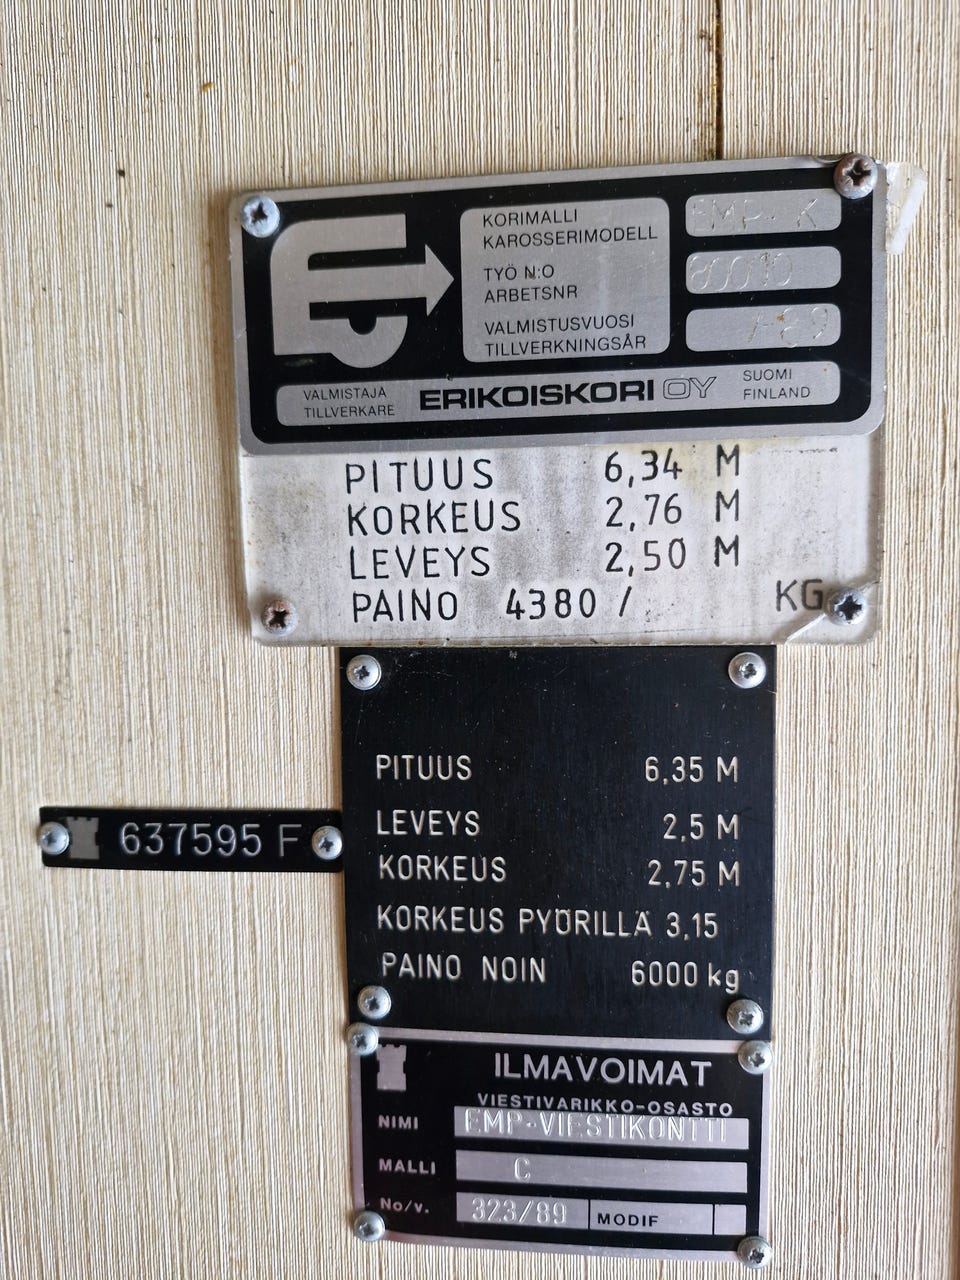 KORIMALLI
KAROSSERIMODELL
EMP-K
TYÖ N:O
ARBETSNR
VALMISTUSVUOSI
TILLVERKNINGSÅR
VALMISTAJA
TILLVERKARE
ERIKOISKORI OY
SUOMI
FINLAND
PITUUS 6,34 M
KORKEUS 2,76 M
LEVEYS 2,50 M
PAINO 4380 / KG
PITUUS 6,35 M
LEVEYS 2,5 M
637595 F
KORKEUS 2,75 M
KORKEUS PYÖRILLÄ 3,15
PAINO NOIN 6000 kg
ILMAVOIMAT
VIESTIVARIKKO-OSASTO
NIMI EMP-VIESTIKONTTI
MALLI C
No/v. 323/89 MODIF